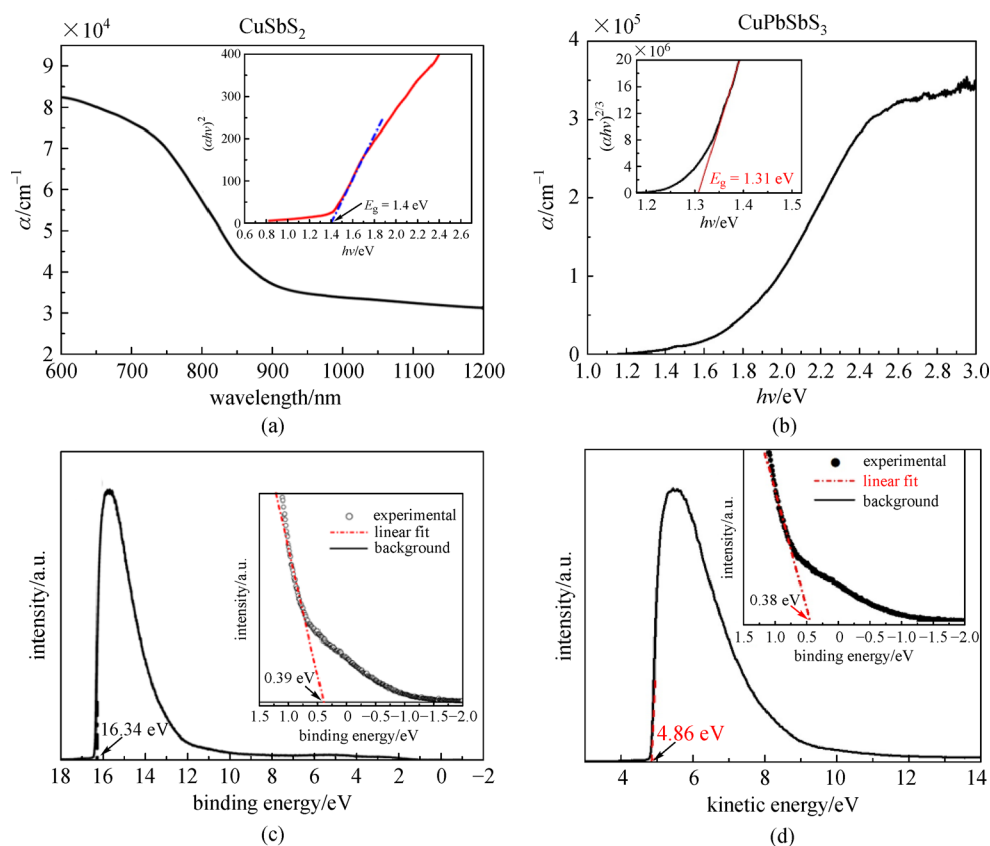 CuSbS2
×10^4
α/cm−1
9
8
7
6
5
4
3
2
600 700 800 900 1000 1100 1200
wavelength/nm
(a)
(αhν)2
400
300
250
200
150
100
50
0
Eg = 1.4 eV
0.6 0.8 1.0 1.2 1.4 1.6 1.8 2.0 2.2 2.4 2.6
hν/eV
CuPbSbS3
×10^5
α/cm−1
4
3
2
1
0
1.0 1.2 1.4 1.6 1.8 2.0 2.2 2.4 2.6 2.8 3.0
hν/eV
(b)
×10^6
(αhν)2/3
20
16
12
8
4
0
Eg = 1.31 eV
1.2 1.3 1.4 1.5
hν/eV
intensity/a.u.
16.34 eV
18 16 14 12 10 8 6 4 2 0 −2
binding energy/eV
(c)
intensity/a.u.
experimental
linear fit
background
0.39 eV
1.5 1.0 0.5 0 −0.5 −1.0 −1.5 −2.0
binding energy/eV
intensity/a.u.
4.86 eV
4 6 8 10 12 14
kinetic energy/eV
(d)
intensity/a.u.
experimental
linear fit
background
0.38 eV
1.5 1.0 0.5 0 −0.5 −1.0 −1.5 −2.0
binding energy/eV